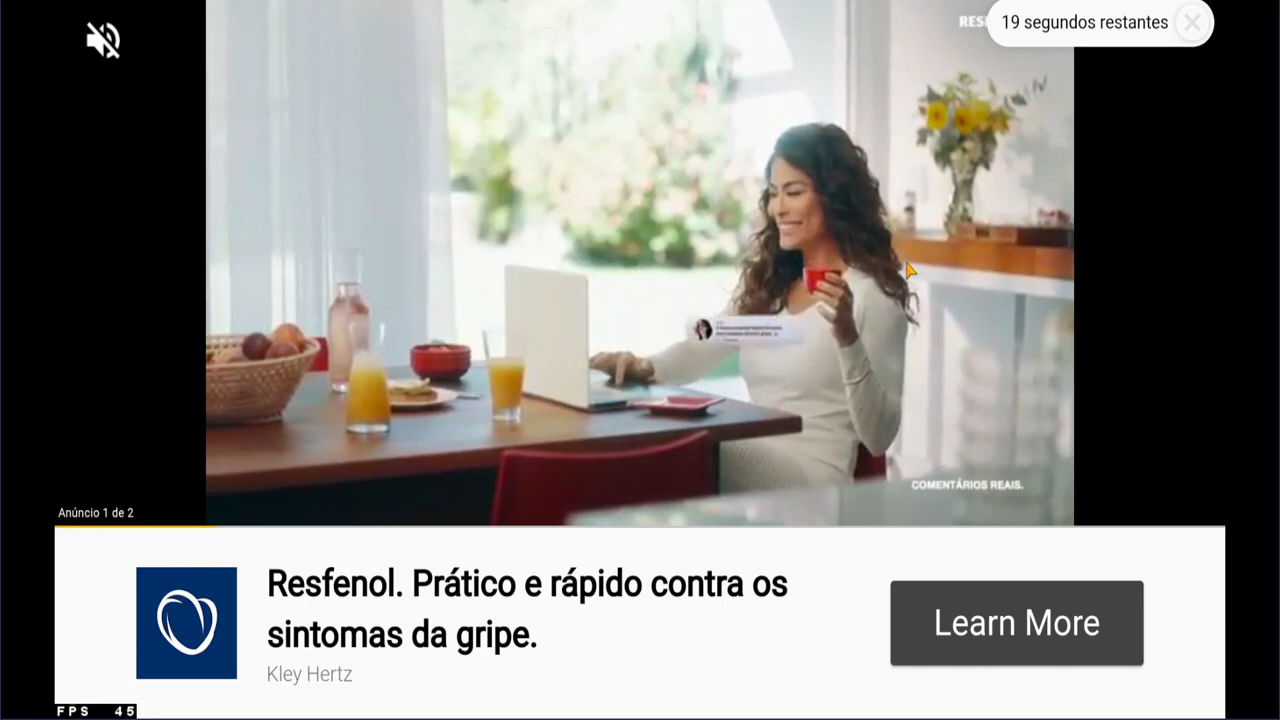 19 segundos restantes
COMENTÁRIOS REAIS.
Anúncio 1 de 2
Resfenol. Prático e rápido contra os
sintomas da gripe.
Kley Hertz
Learn More
FPS 45